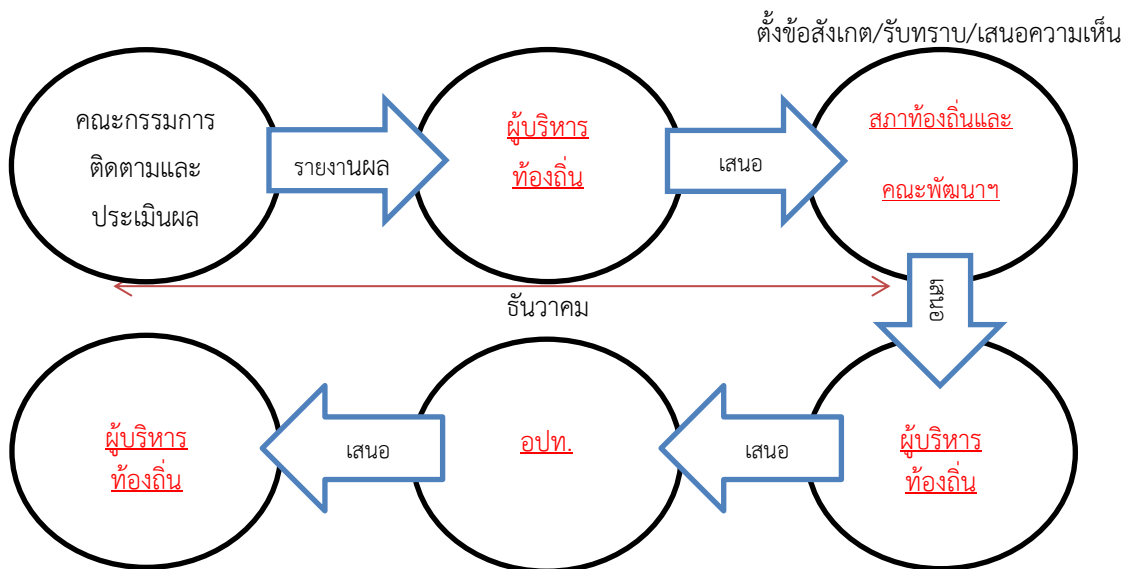 ตั้งข้อสังเกต/รับทราบ/เสนอความเห็น
คณะกรรมการ
ติดตามและ
ประเมินผล
รายงานผล
ผู้บริหาร
ท้องถิ่น
เสนอ
สภาท้องถิ่นและ
คณะพัฒนาฯ
เสนอ
ธันวาคม
ผู้บริหาร
ท้องถิ่น
เสนอ
อปท.
เสนอ
ผู้บริหาร
ท้องถิ่น